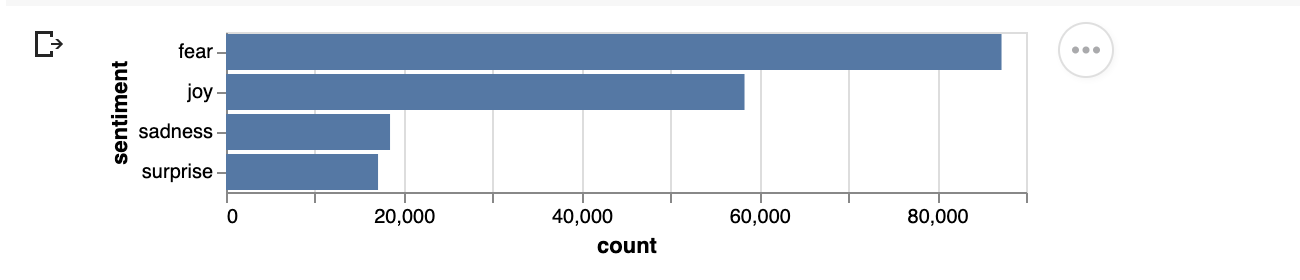 fear
joy
sadness
surprise
sentiment
0 20,000 40,000 60,000 80,000
count